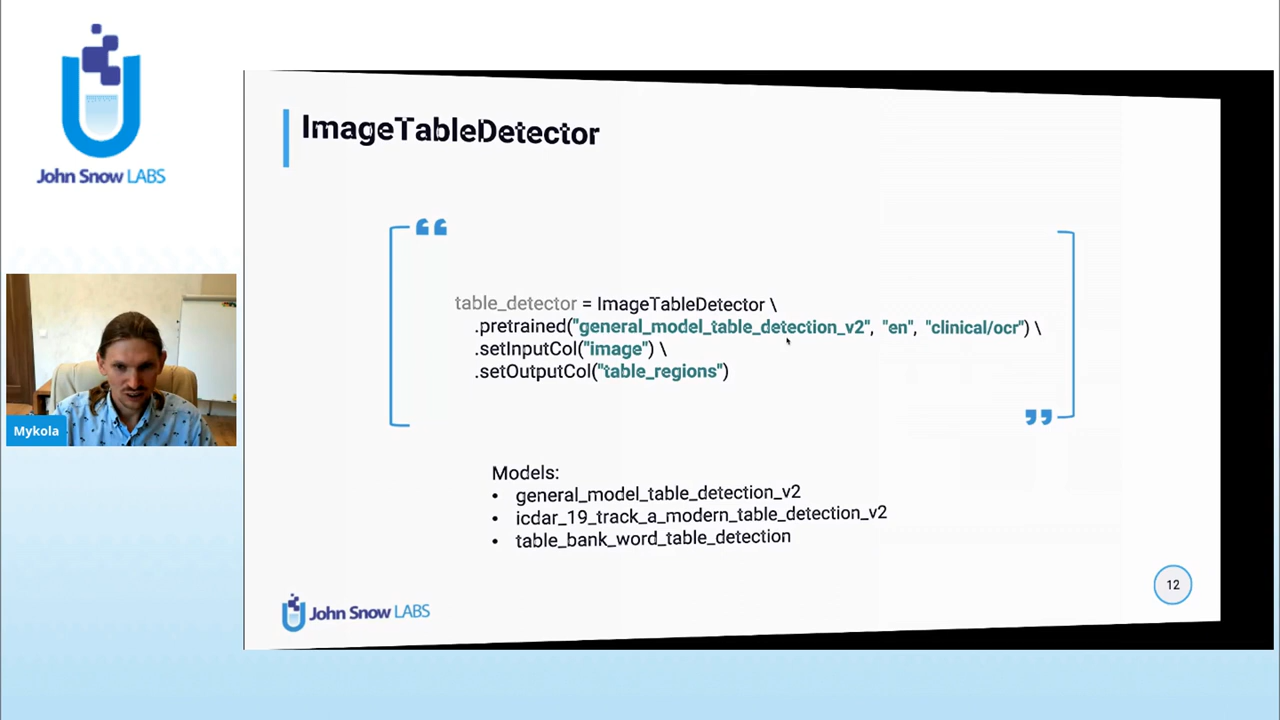 John Snow LABS
ImageTableDetector
““
table_detector = ImageTableDetector \
.pretrained("general_model_table_detection_v2", "en", "clinical/ocr") \
.setInputCol("image") \
.setOutputCol("table_regions")
””
Models:
• general_model_table_detection_v2
• icdar_19_track_a_modern_table_detection_v2
• table_bank_word_table_detection
Mykola
John Snow LABS
12